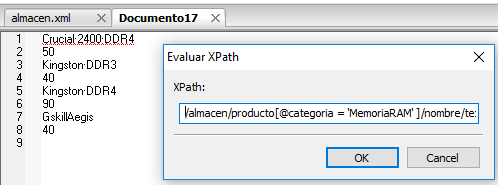 almacen.xml
Documento17
1 Crucial·2400·DDR4
2 50
3 Kingston·DDR3
4 40
5 Kingston·DDR4
6 90
7 GskillAegis
8 40
9
Evaluar XPath
XPath:
/almacen/producto[@categoria = 'MemoriaRAM' ]/nombre/te
OK
Cancel